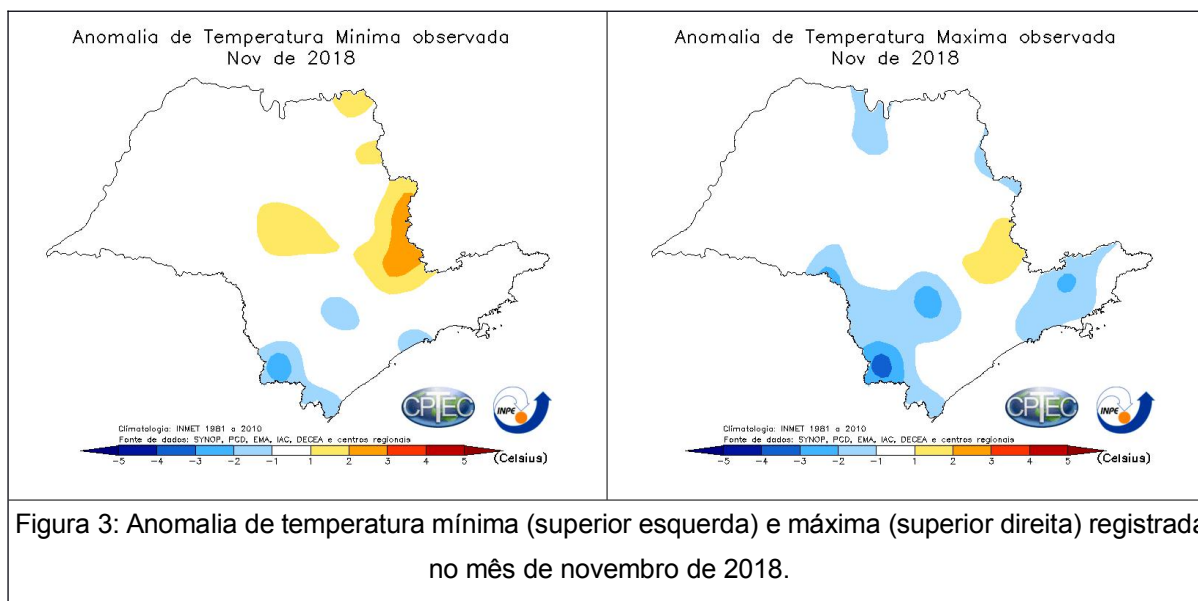 Anomalia de Temperatura Minima observada
Nov de 2018
CPTEC
INPE
Climatologia: INMET 1981 a 2010
Fonte de dados: SYNOP, PCD, EMA, IAC, DECEA e centros regionais
-5 -4 -3 -2 -1 1 2 3 4 5 (Celsius)
Anomalia de Temperatura Maxima observada
Nov de 2018
CPTEC
INPE
Climatologia: INMET 1981 a 2010
Fonte de dados: SYNOP, PCD, EMA, IAC, DECEA e centros regionais
-5 -4 -3 -2 -1 1 2 3 4 5 (Celsius)
Figura 3: Anomalia de temperatura mínima (superior esquerda) e máxima (superior direita) registrada
no mês de novembro de 2018.